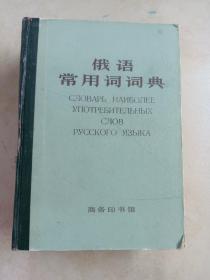 俄语
常用词词典
СЛОВАРЬ НАИБОЛЕЕ
УПОТРЕБИТЕЛЬНЫХ
СЛОВ
РУССКОГО ЯЗЫКА
商务印书馆